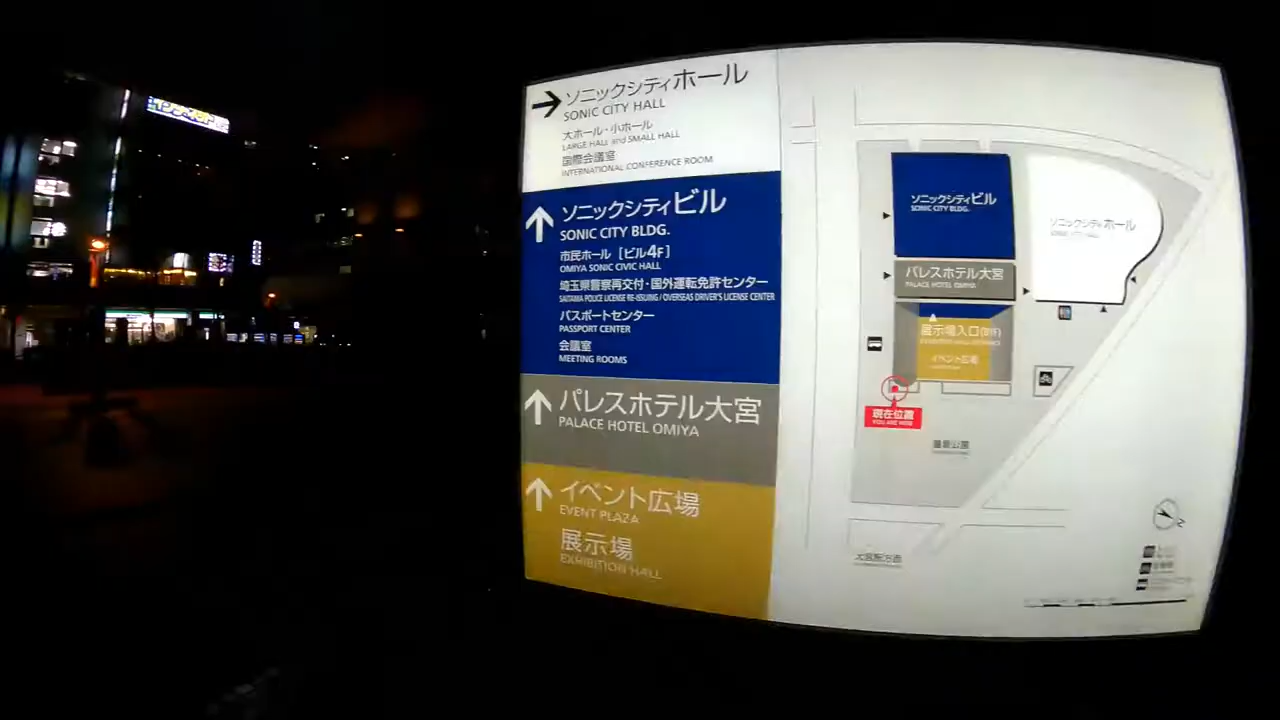 ソニックシティホール
SONIC CITY HALL
大ホール・小ホール
LARGE HALL and SMALL HALL
国際会議室
INTERNATIONAL CONFERENCE ROOM
ソニックシティビル
SONIC CITY BLDG.
市民ホール [ビル4F]
OMIYA SONIC CIVIC HALL
埼玉県警察再交付・国外運転免許センター
SAITAMA POLICE LICENSE RE-ISSUING / OVERSEAS DRIVER'S LICENSE CENTER
パスポートセンター
PASSPORT CENTER
会議室
MEETING ROOMS
パレスホテル大宮
PALACE HOTEL OMIYA
イベント広場
EVENT PLAZA
展示場
EXHIBITION HALL
ソニックシティビル
SONIC CITY BLDG.
ソニックシティホール
SONIC CITY HALL
パレスホテル大宮
PALACE HOTEL OMIYA
展示場入口(B1F)
イベント広場
現在位置
YOU ARE HERE
大宮駅方面